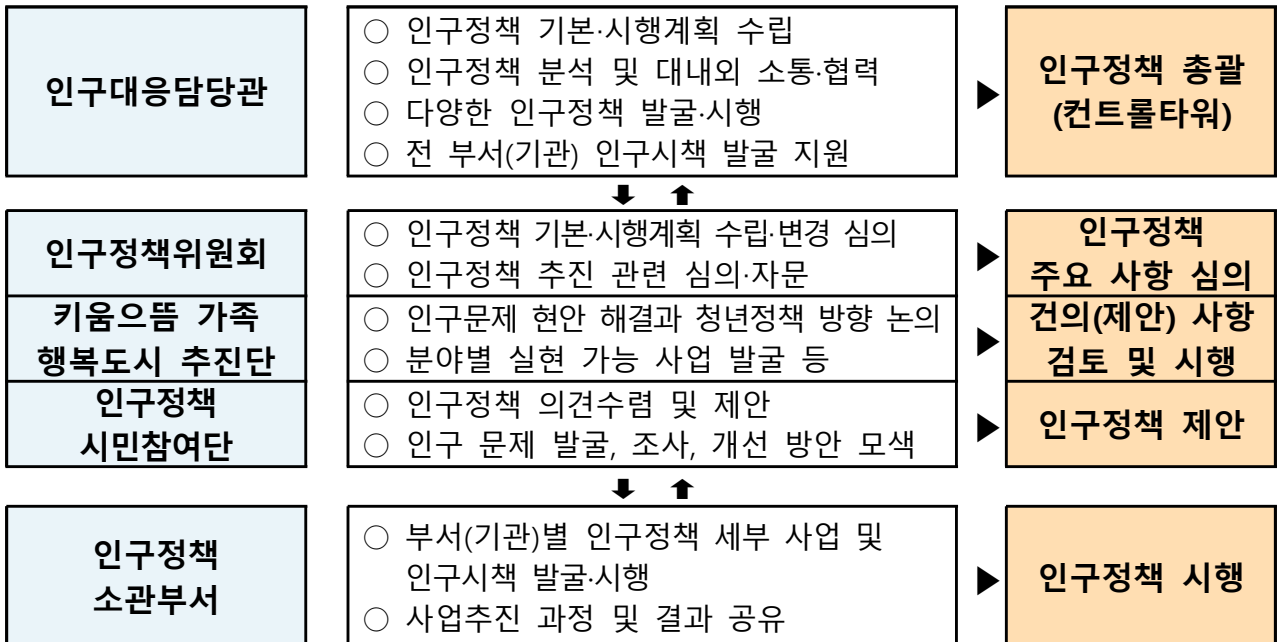 인구대응담당관
○ 인구정책 기본·시행계획 수립
○ 인구정책 분석 및 대내외 소통·협력
○ 다양한 인구정책 발굴·시행
○ 전 부서(기관) 인구시책 발굴 지원
▶
인구정책 총괄
(컨트롤타워)
⬇ ⬆
인구정책위원회
○ 인구정책 기본·시행계획 수립·변경 심의
○ 인구정책 추진 관련 심의·자문
▶
인구정책
주요 사항 심의
키움으뜸 가족
행복도시 추진단
○ 인구문제 현안 해결과 청년정책 방향 논의
○ 분야별 실현 가능 사업 발굴 등
▶
건의(제안) 사항
검토 및 시행
인구정책
시민참여단
○ 인구정책 의견수렴 및 제안
○ 인구 문제 발굴, 조사, 개선 방안 모색
▶
인구정책 제안
⬇ ⬆
인구정책
소관부서
○ 부서(기관)별 인구정책 세부 사업 및
인구시책 발굴·시행
○ 사업추진 과정 및 결과 공유
▶
인구정책 시행